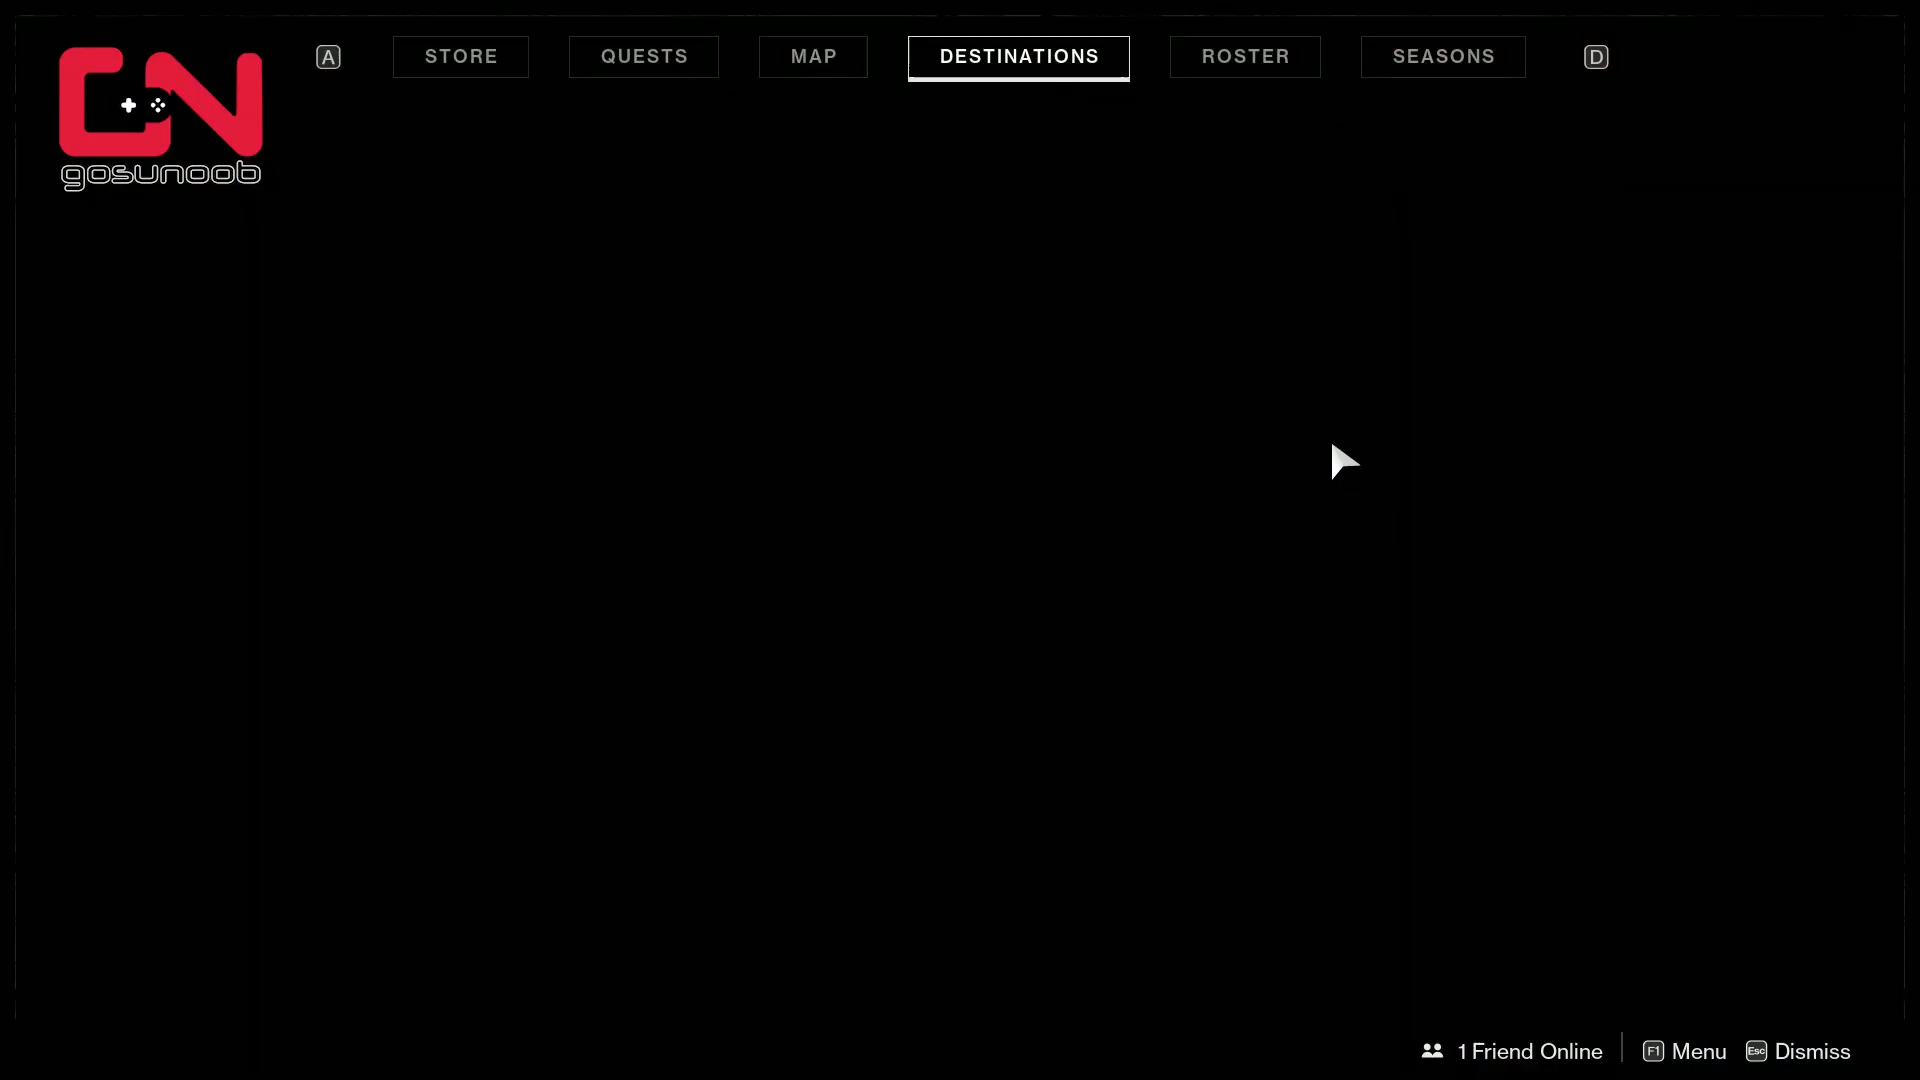 A
STORE
QUESTS
MAP
DESTINATIONS
ROSTER
SEASONS
D
gosunoob
1 Friend Online
F1 Menu
Esc Dismiss